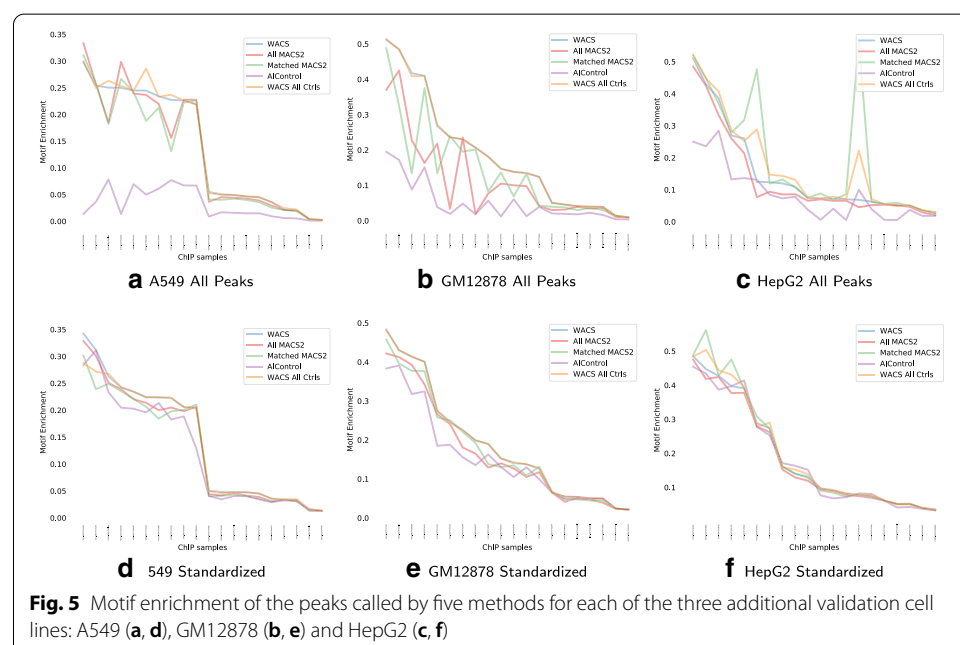 0.35
0.30
0.25
0.20
0.15
0.10
0.05
0.00
Motif Enrichment
WACS
All MACS2
Matched MACS2
AIControl
WACS All Ctrls
ChIP samples
a A549 All Peaks
0.5
0.4
0.3
0.2
0.1
0.0
Motif Enrichment
WACS
All MACS2
Matched MACS2
AIControl
WACS All Ctrls
ChIP samples
b GM12878 All Peaks
0.5
0.4
0.3
0.2
0.1
0.0
Motif Enrichment
WACS
All MACS2
Matched MACS2
AIControl
WACS All Ctrls
ChIP samples
c HepG2 All Peaks
0.35
0.30
0.25
0.20
0.15
0.10
0.05
0.00
Motif Enrichment
WACS
All MACS2
Matched MACS2
AIControl
WACS All Ctrls
ChIP samples
d 549 Standardized
0.5
0.4
0.3
0.2
0.1
0.0
Motif Enrichment
WACS
All MACS2
Matched MACS2
AIControl
WACS All Ctrls
ChIP samples
e GM12878 Standardized
0.5
0.4
0.3
0.2
0.1
Motif Enrichment
WACS
All MACS2
Matched MACS2
AIControl
WACS All Ctrls
ChIP samples
f HepG2 Standardized
Fig. 5 Motif enrichment of the peaks called by five methods for each of the three additional validation cell
lines: A549 (a, d), GM12878 (b, e) and HepG2 (c, f)